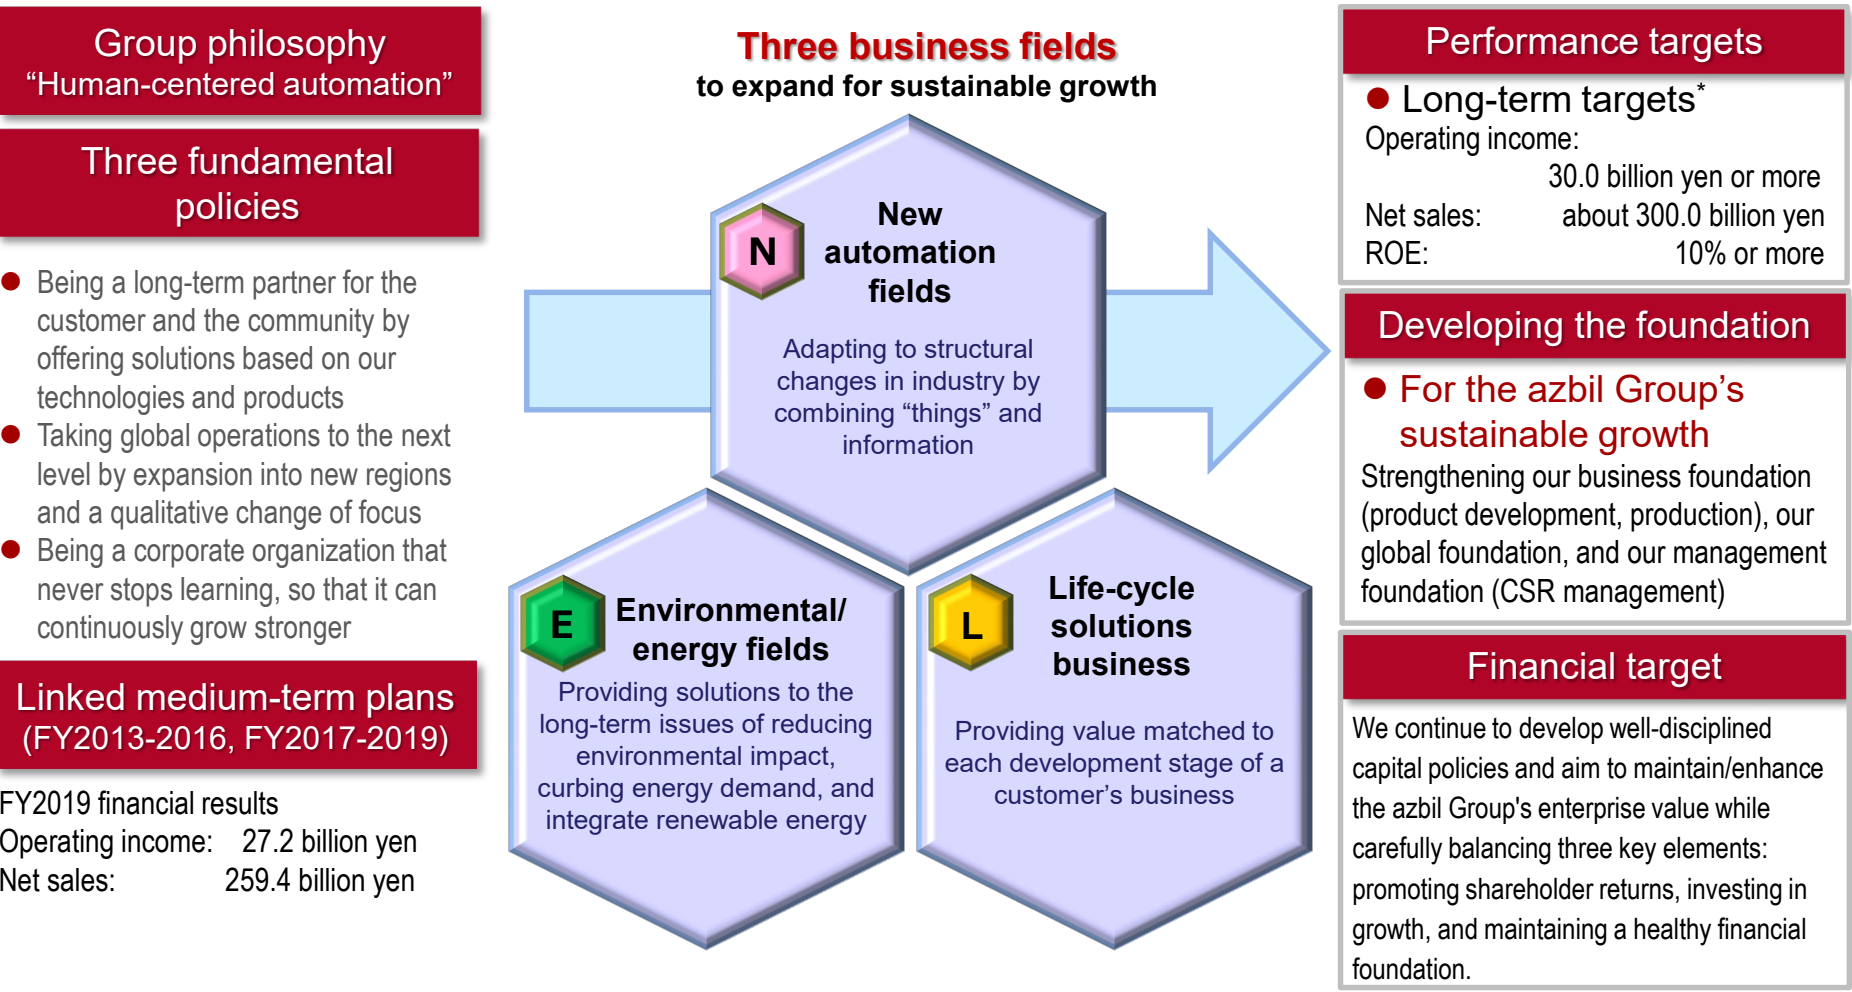 Group philosophy
“Human-centered automation”
Three fundamental
policies
● Being a long-term partner for the
customer and the community by
offering solutions based on our
technologies and products
● Taking global operations to the next
level by expansion into new regions
and a qualitative change of focus
● Being a corporate organization that
never stops learning, so that it can
continuously grow stronger
Linked medium-term plans
(FY2013-2016, FY2017-2019)
FY2019 financial results
Operating income: 27.2 billion yen
Net sales: 259.4 billion yen
Three business fields
to expand for sustainable growth
N
New
automation
fields
Adapting to structural
changes in industry by
combining “things” and
information
E
Environmental/
energy fields
Providing solutions to the
long-term issues of reducing
environmental impact,
curbing energy demand, and
integrate renewable energy
L
Life-cycle
solutions
business
Providing value matched to
each development stage of a
customer’s business
Performance targets
● Long-term targets*
Operating income:
30.0 billion yen or more
Net sales: about 300.0 billion yen
ROE: 10% or more
Developing the foundation
● For the azbil Group’s
sustainable growth
Strengthening our business foundation
(product development, production), our
global foundation, and our management
foundation (CSR management)
Financial target
We continue to develop well-disciplined
capital policies and aim to maintain/enhance
the azbil Group's enterprise value while
carefully balancing three key elements:
promoting shareholder returns, investing in
growth, and maintaining a healthy financial
foundation.